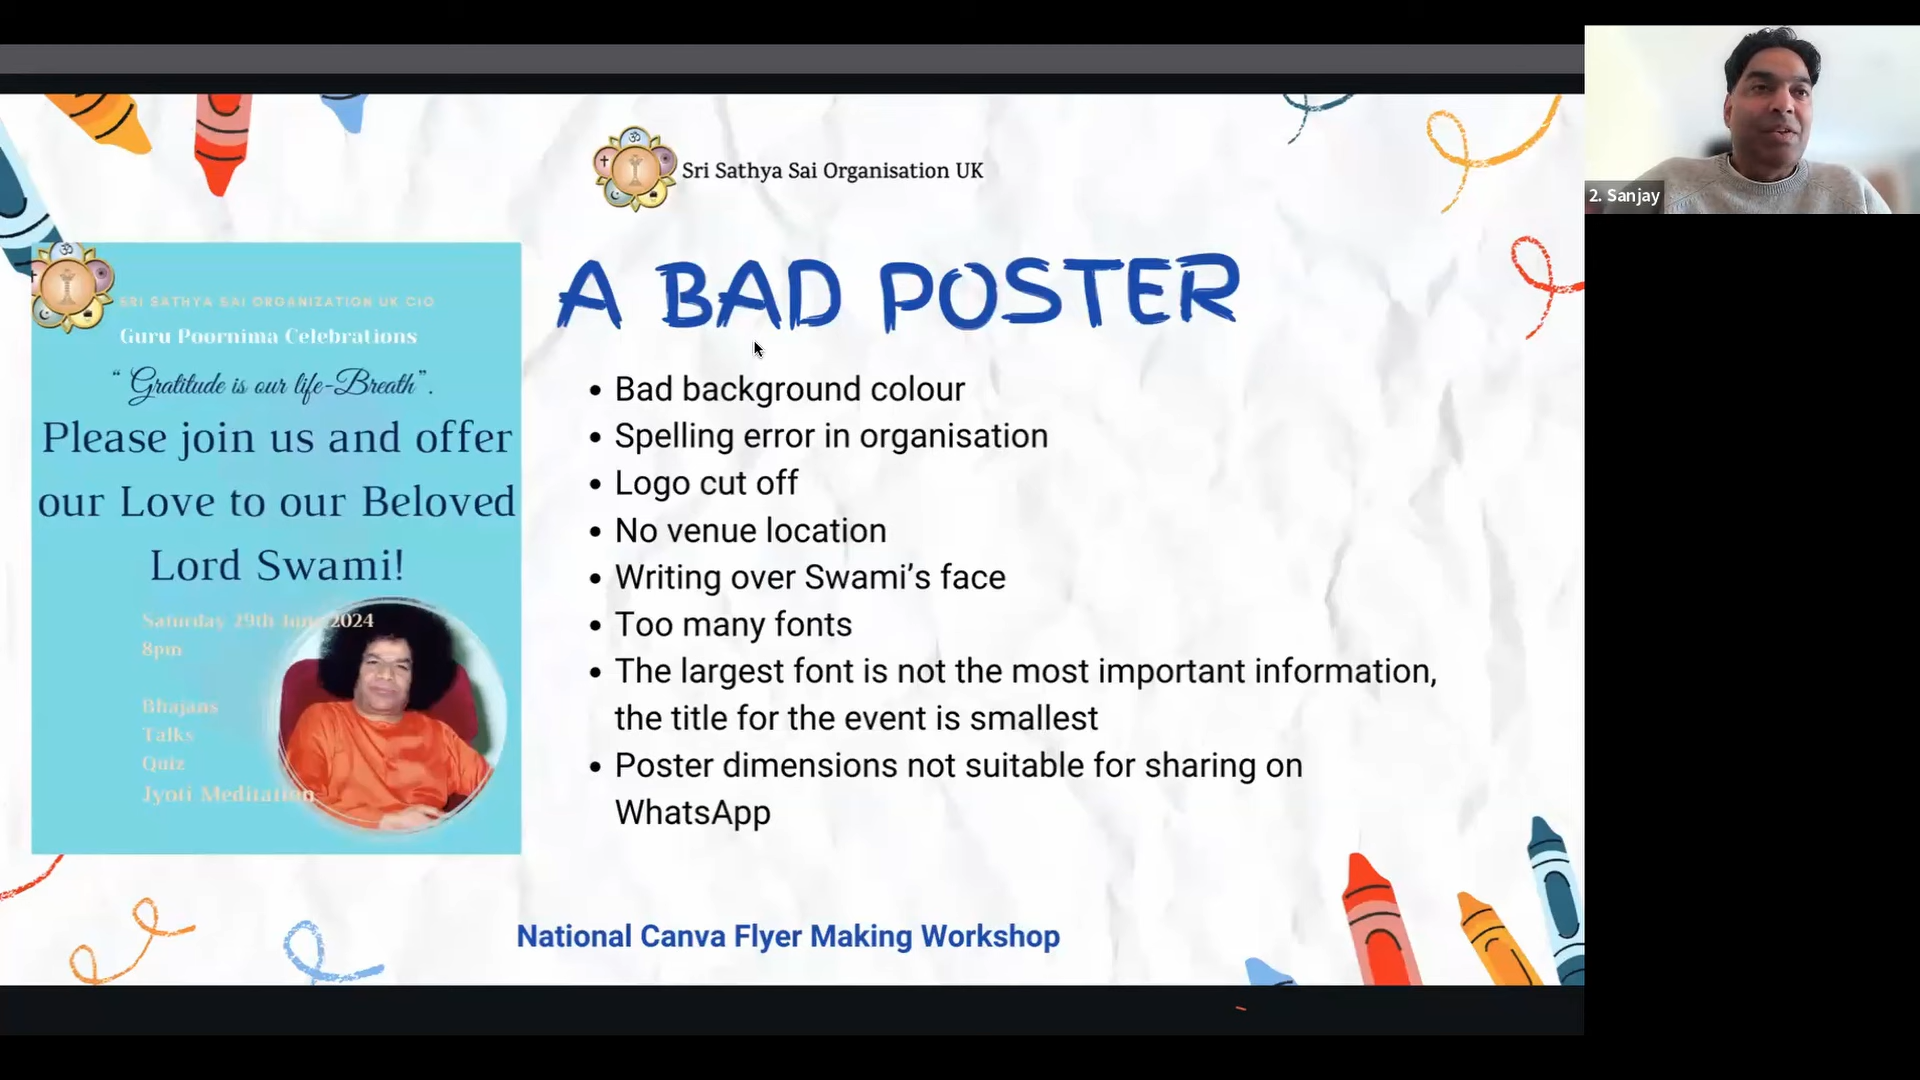 Sri Sathya Sai Organisation UK
SRI SATHYA SAI ORGANIZATION UK CIO
Guru Poornima Celebrations
“Gratitude is our life-Breath”.
Please join us and offer
our Love to our Beloved
Lord Swami!
Saturday 29th June 2024
8pm
Bhajans
Talks
Quiz
Jyoti Meditation
A BAD POSTER
• Bad background colour
• Spelling error in organisation
• Logo cut off
• No venue location
• Writing over Swami’s face
• Too many fonts
• The largest font is not the most important information,
the title for the event is smallest
• Poster dimensions not suitable for sharing on
WhatsApp
National Canva Flyer Making Workshop
2. Sanjay